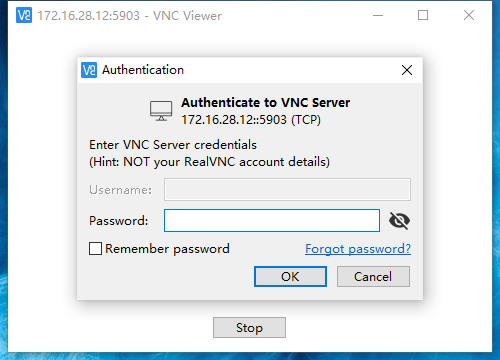 172.16.28.12:5903 - VNC Viewer
Authentication
Authenticate to VNC Server
172.16.28.12::5903 (TCP)
Enter VNC Server credentials
(Hint: NOT your RealVNC account details)
Username:
Password:
Remember password
Forgot password?
OK
Cancel
Stop